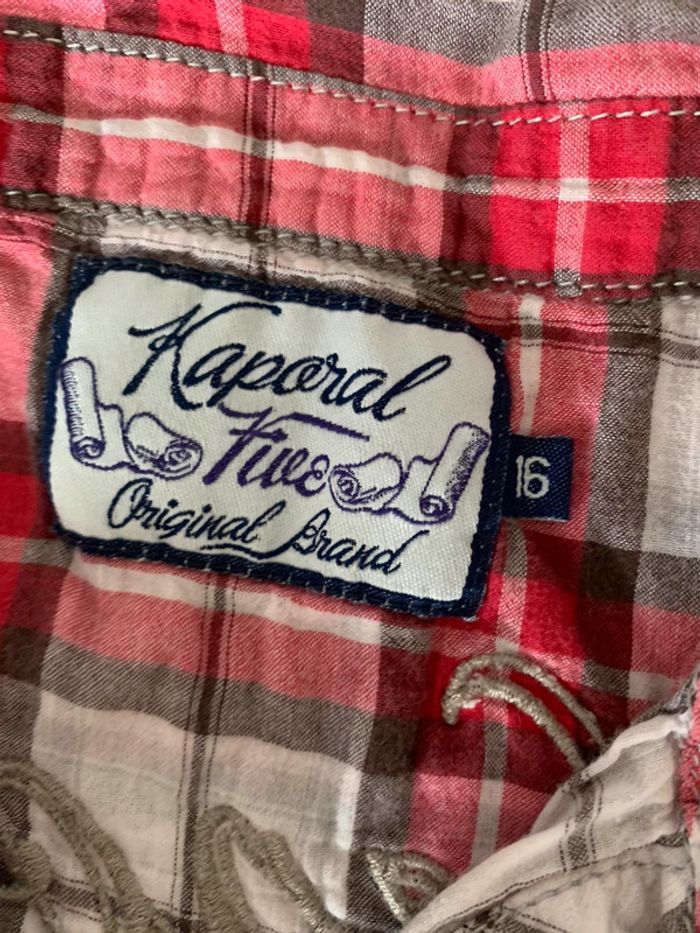 Kaporal
Five
Original Brand
16